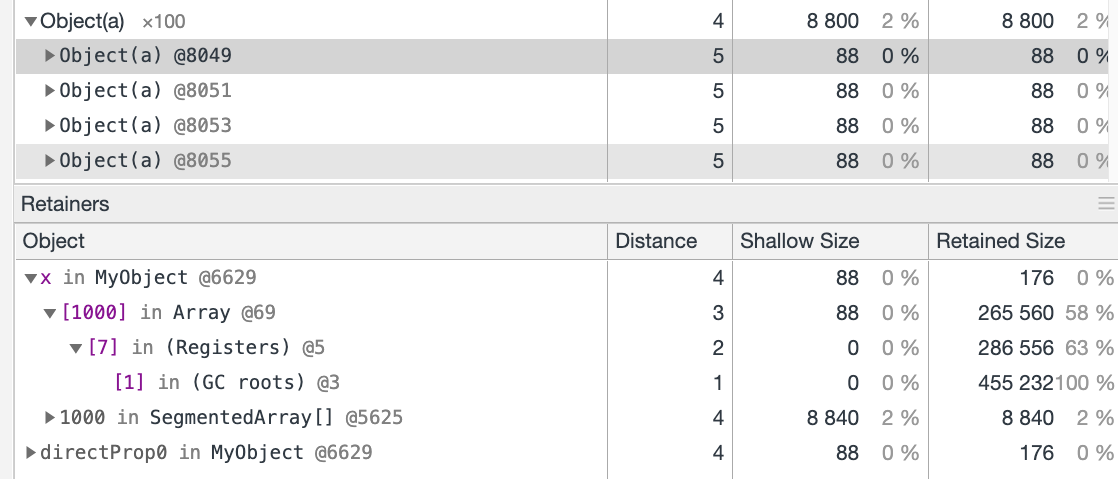 ▼Object(a) ×100 4 8 800 2 % 8 800 2 %
▶Object(a) @8049 5 88 0 % 88 0 %
▶Object(a) @8051 5 88 0 % 88 0 %
▶Object(a) @8053 5 88 0 % 88 0 %
▶Object(a) @8055 5 88 0 % 88 0 %
Retainers
Object Distance Shallow Size Retained Size
▼x in MyObject @6629 4 88 0 % 176 0 %
▼[1000] in Array @69 3 88 0 % 265 560 58 %
▼[7] in (Registers) @5 2 0 0 % 286 556 63 %
[1] in (GC roots) @3 1 0 0 % 455 232 100 %
▶1000 in SegmentedArray[] @5625 4 8 840 2 % 8 840 2 %
▶directProp0 in MyObject @6629 4 88 0 % 176 0 %